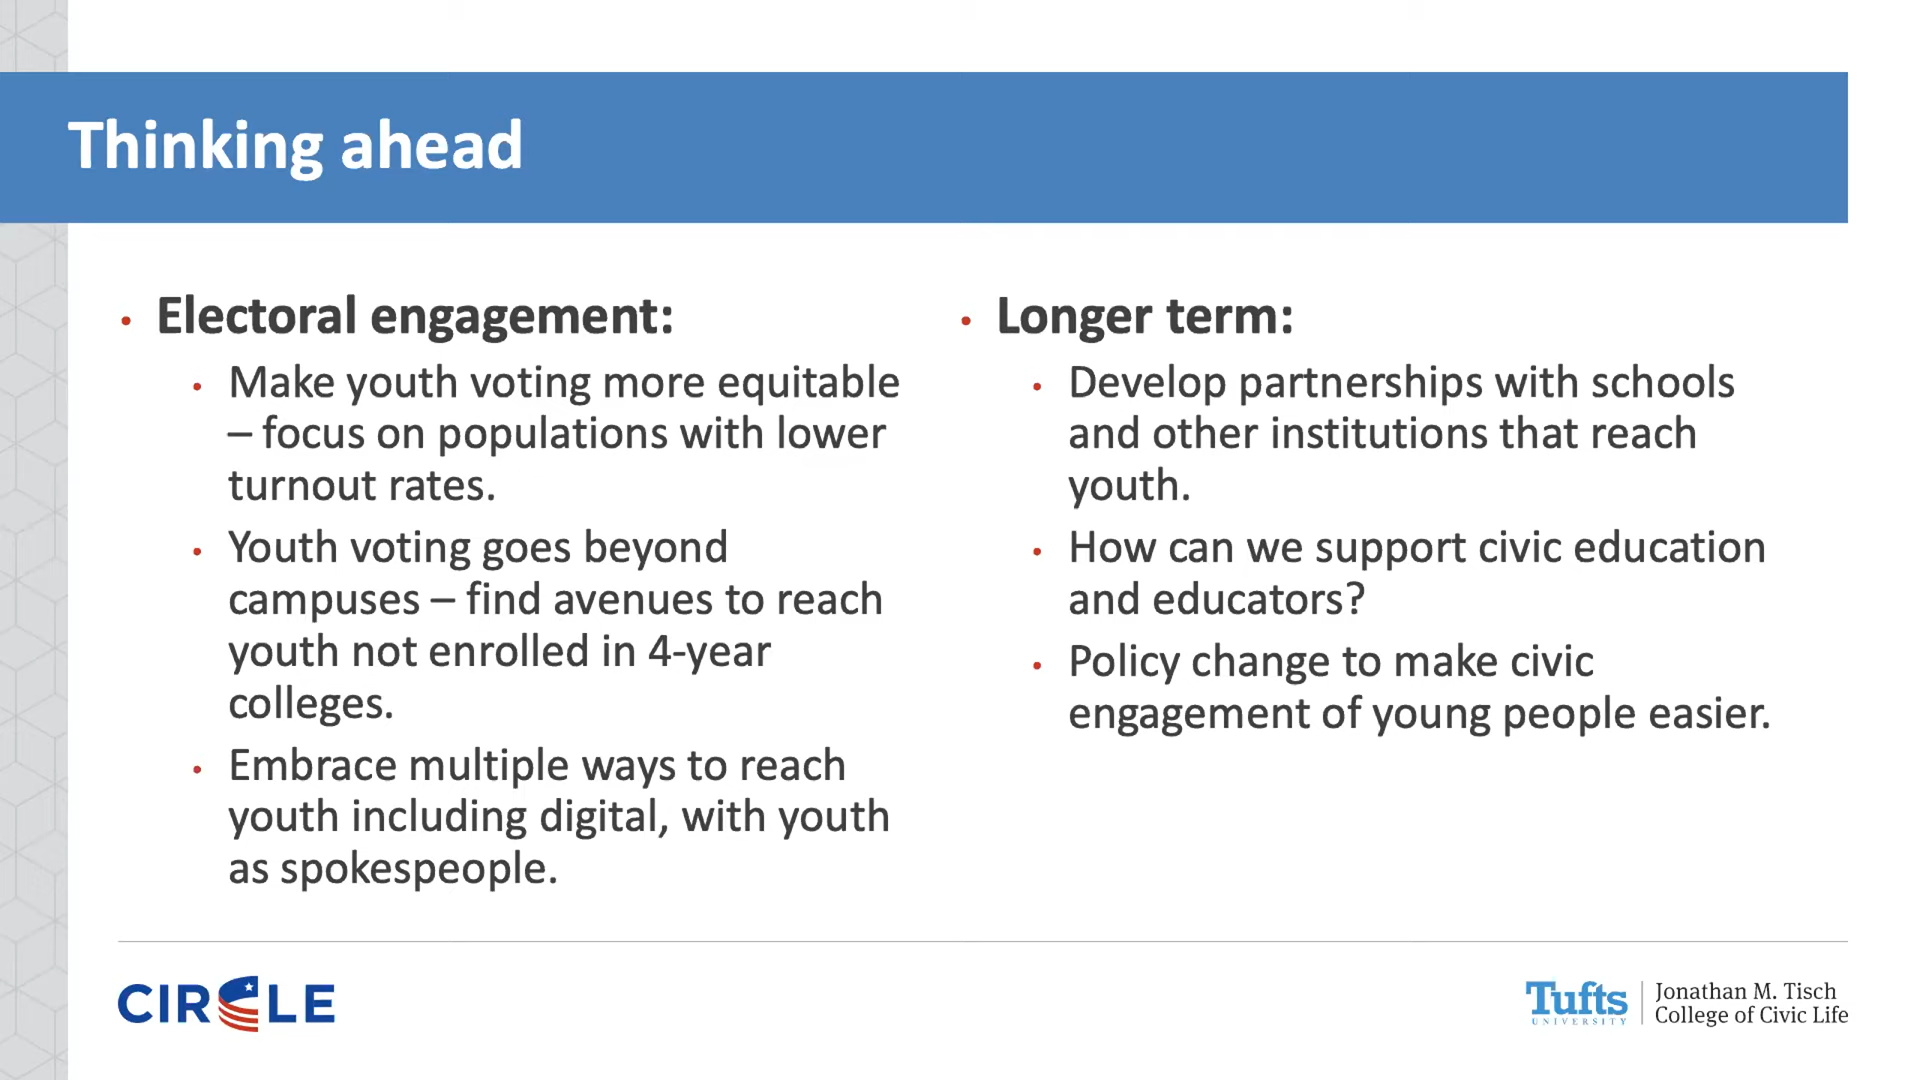 Thinking ahead
• Electoral engagement:
• Make youth voting more equitable
– focus on populations with lower
turnout rates.
• Youth voting goes beyond
campuses – find avenues to reach
youth not enrolled in 4-year
colleges.
• Embrace multiple ways to reach
youth including digital, with youth
as spokespeople.
• Longer term:
• Develop partnerships with schools
and other institutions that reach
youth.
• How can we support civic education
and educators?
• Policy change to make civic
engagement of young people easier.
CIRCLE
Tufts
UNIVERSITY
Jonathan M. Tisch
College of Civic Life